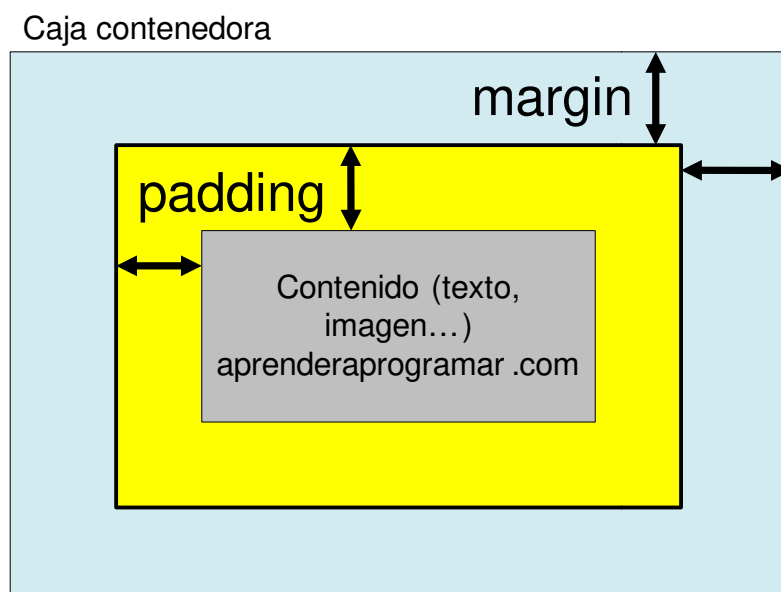 Caja contenedora
margin
padding
Contenido (texto,
imagen…)
aprenderaprogramar .com